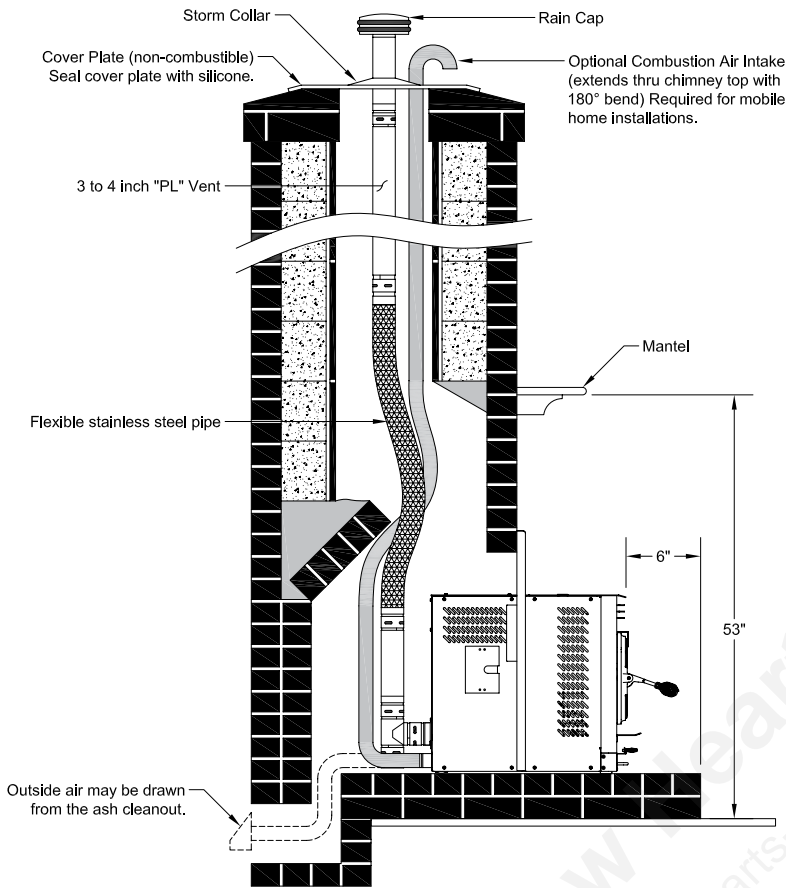 Storm Collar
Rain Cap
Cover Plate (non-combustible)
Seal cover plate with silicone.
Optional Combustion Air Intake
(extends thru chimney top with
180° bend) Required for mobile
home installations.
3 to 4 inch "PL" Vent
Mantel
Flexible stainless steel pipe
6"
53"
Outside air may be drawn
from the ash cleanout.